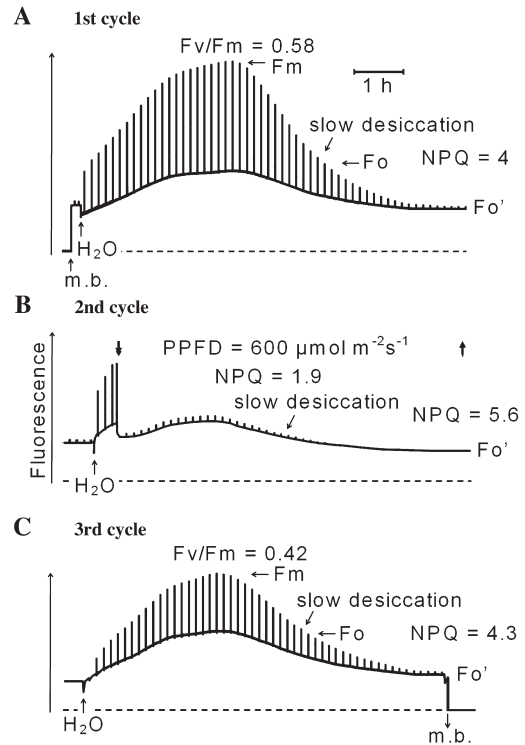 A 1st cycle
Fv/Fm = 0.58
Fm
1 h
slow desiccation
Fo
NPQ = 4
Fo'
H2O
m.b.
B 2nd cycle
PPFD = 600 µmol m-2s-1
NPQ = 1.9
slow desiccation
NPQ = 5.6
Fo'
H2O
Fluorescence
C 3rd cycle
Fv/Fm = 0.42
Fm
slow desiccation
Fo
NPQ = 4.3
Fo'
H2O
m.b.